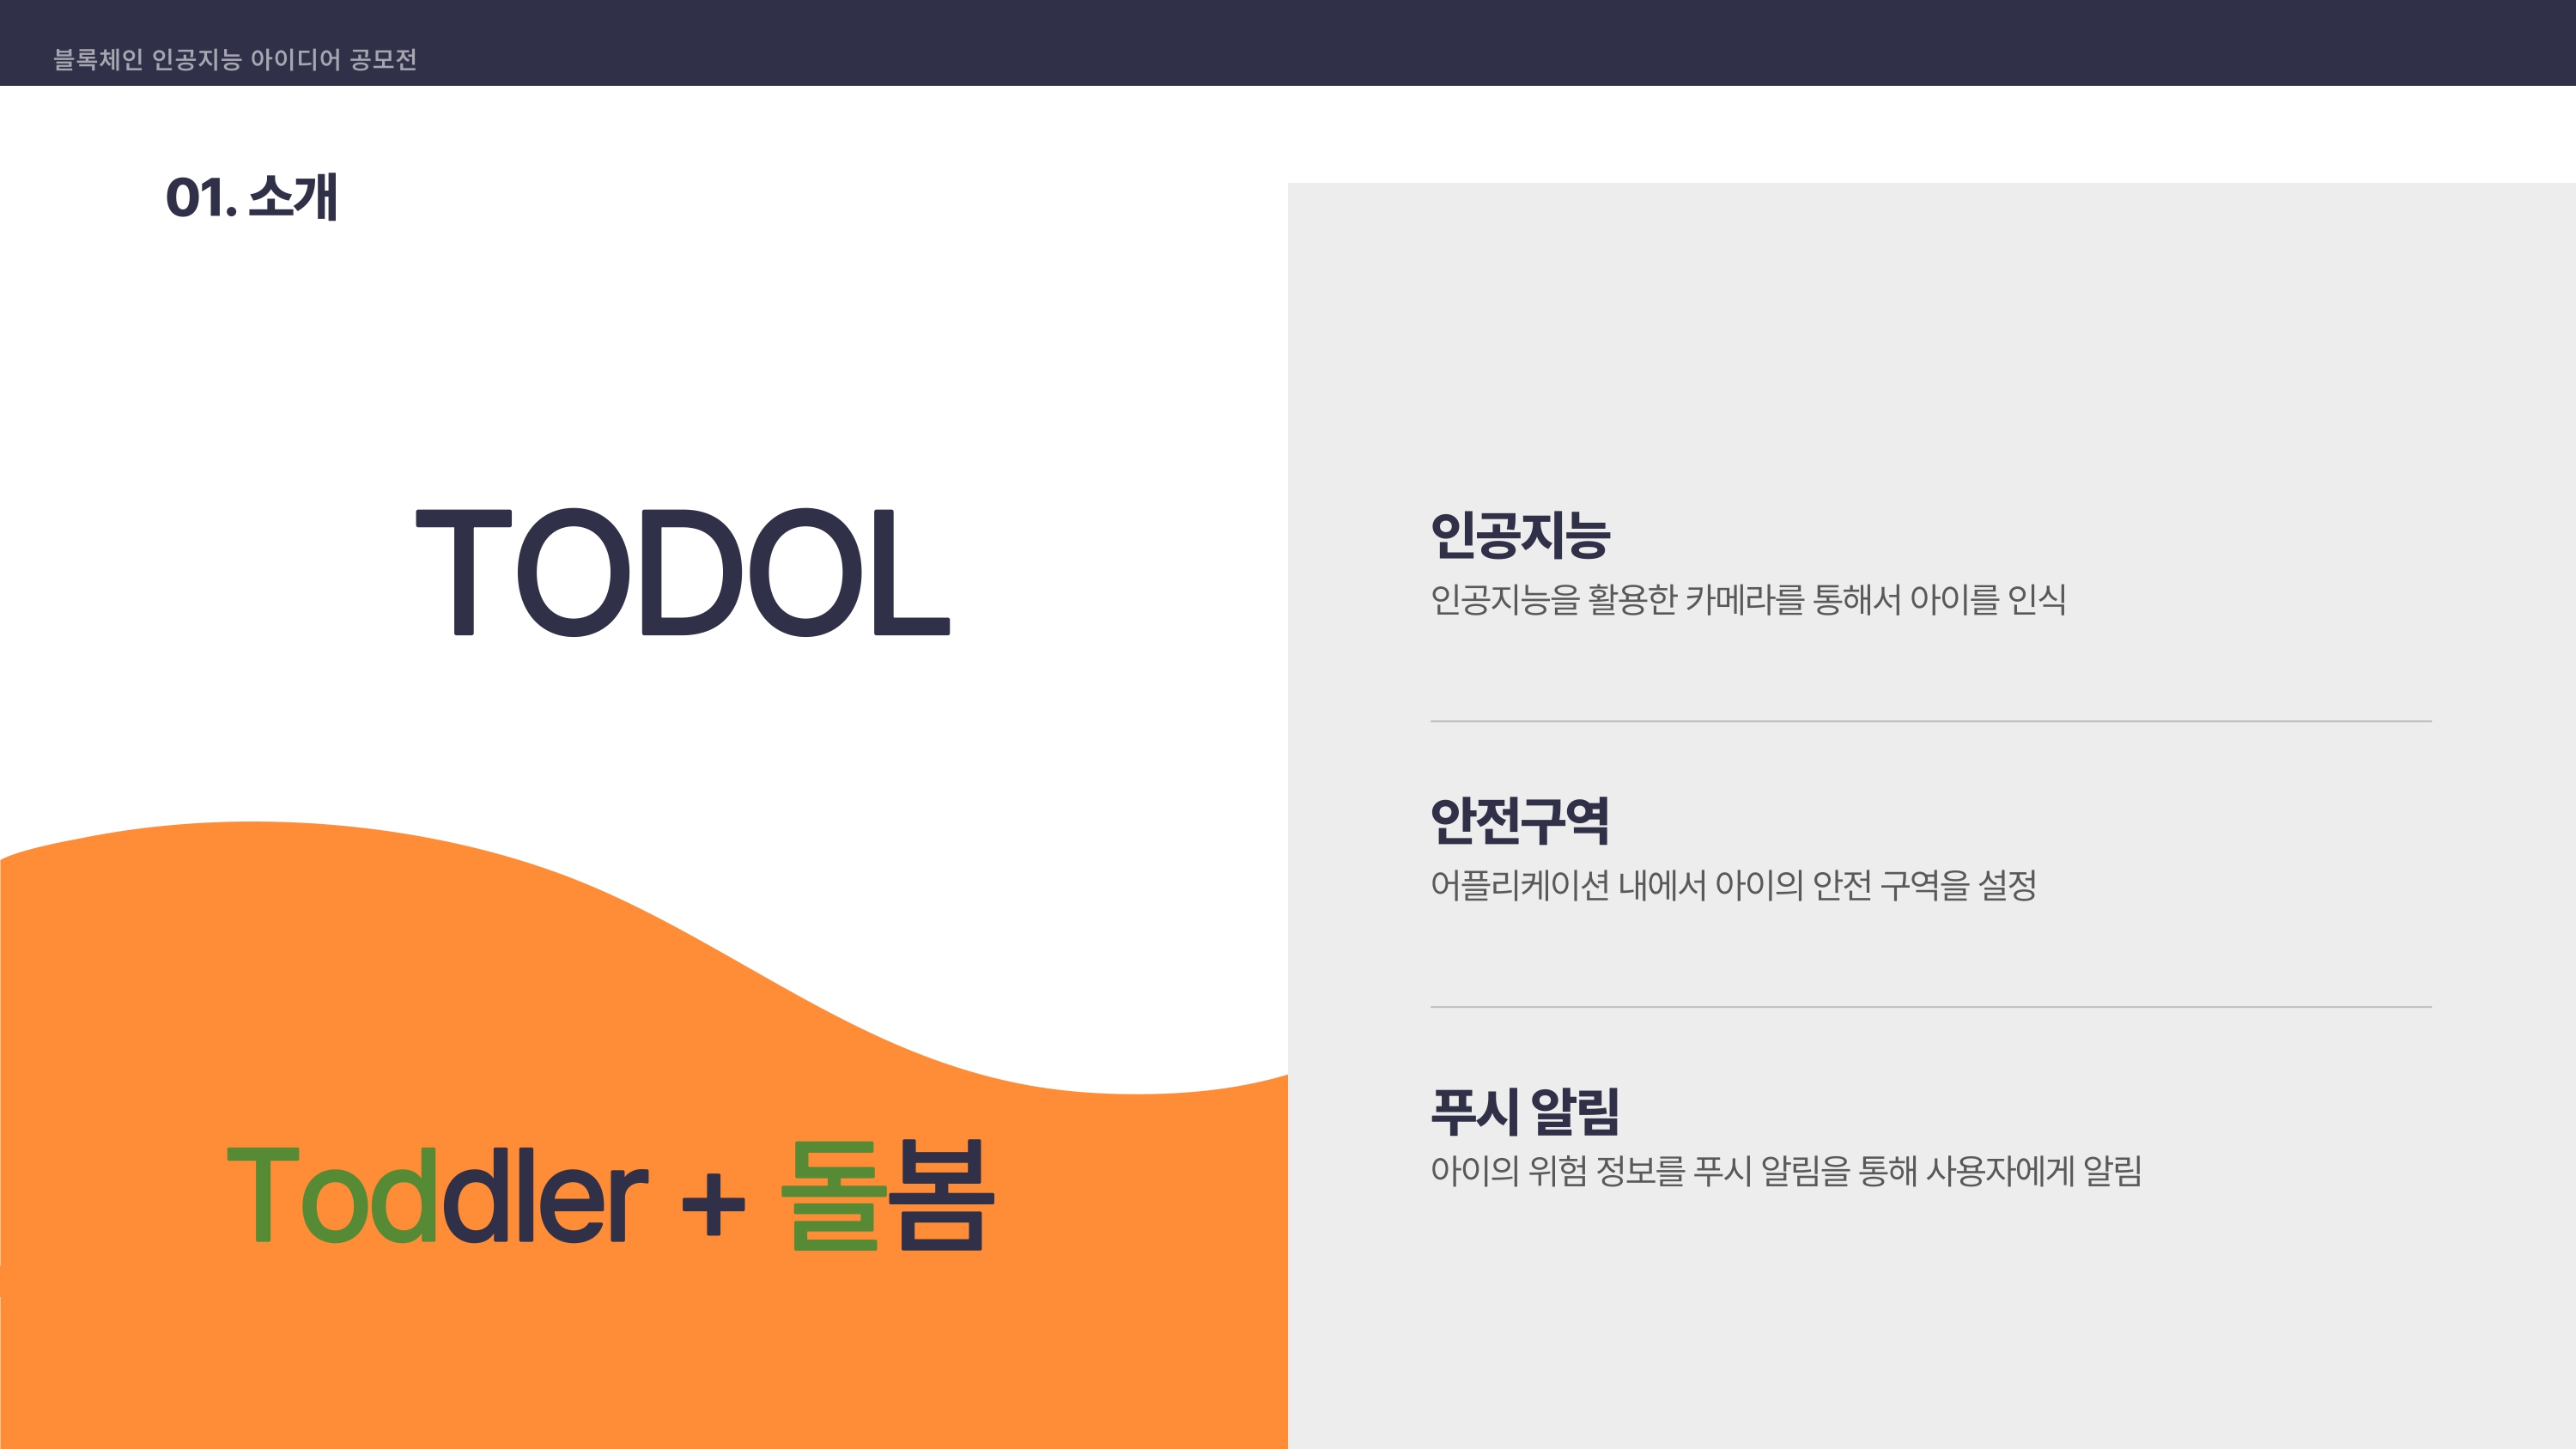 블록체인 인공지능 아이디어 공모전
01. 소개
TODOL
Toddler + 돌봄
인공지능
인공지능을 활용한 카메라를 통해서 아이를 인식
안전구역
어플리케이션 내에서 아이의 안전 구역을 설정
푸시 알림
아이의 위험 정보를 푸시 알림을 통해 사용자에게 알림